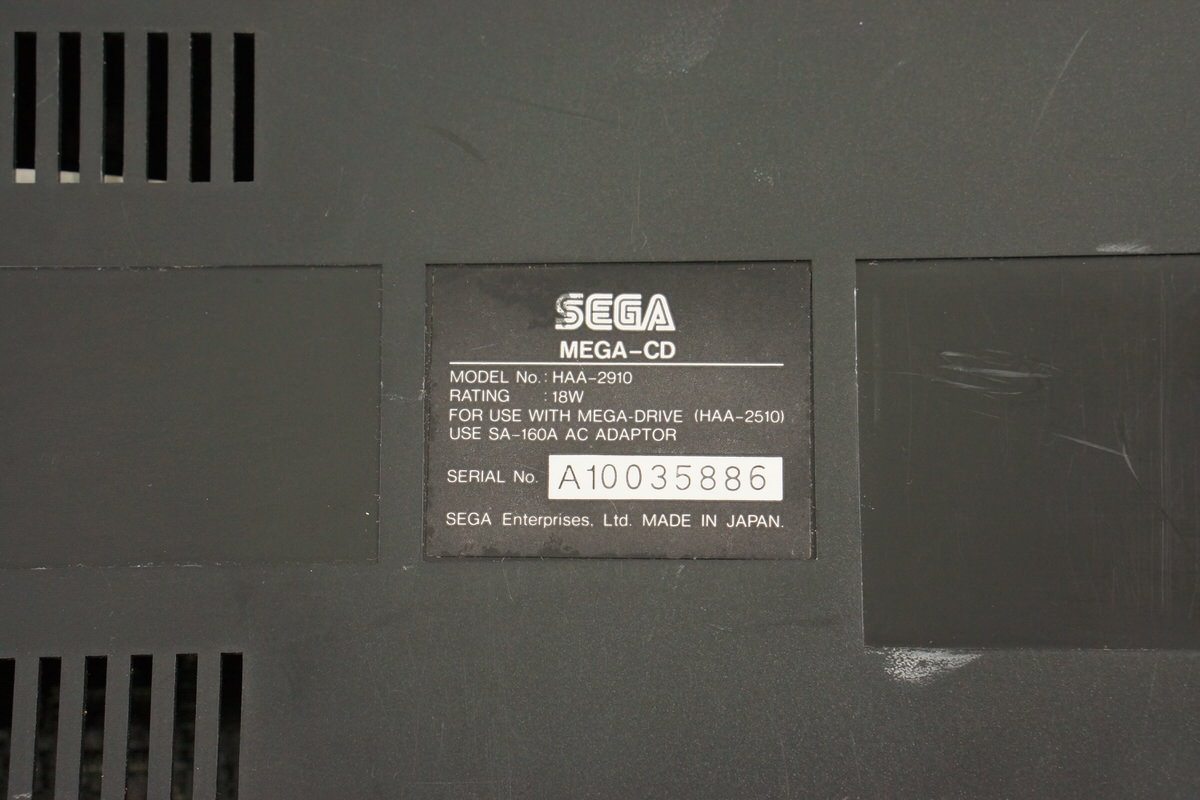 SEGA
MEGA-CD
MODEL No.: HAA-2910
RATING : 18W
FOR USE WITH MEGA-DRIVE (HAA-2510)
USE SA-160A AC ADAPTOR
SERIAL No. A10035886
SEGA Enterprises, Ltd. MADE IN JAPAN.